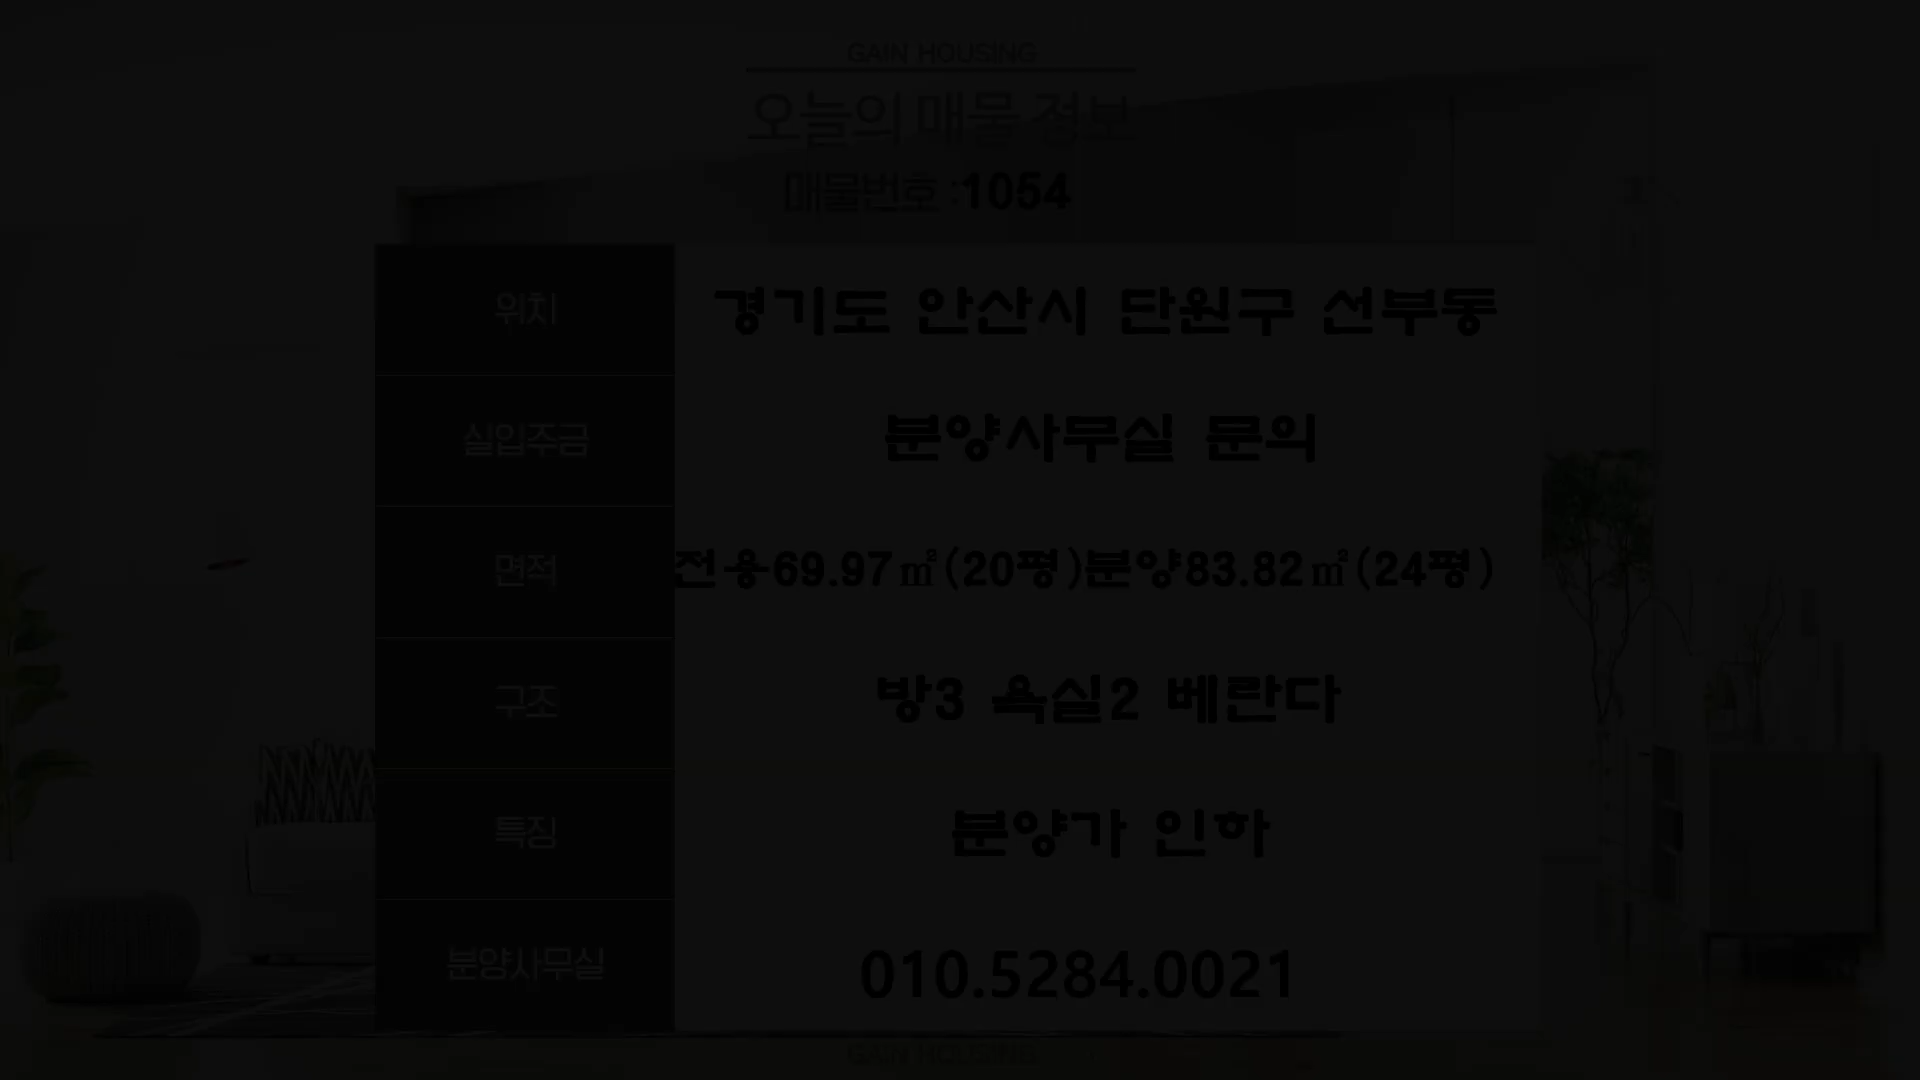 GAIN HOUSING
오늘의 매물 정보
매물번호 :1054
위치
경기도 안산시 단원구 선부동
실입주금
분양사무실 문의
면적
전용69.97㎡(20평)분양83.82㎡(24평)
구조
방3 욕실2 베란다
특징
분양가 인하
분양사무실
010.5284.0021
GAIN HOUSING